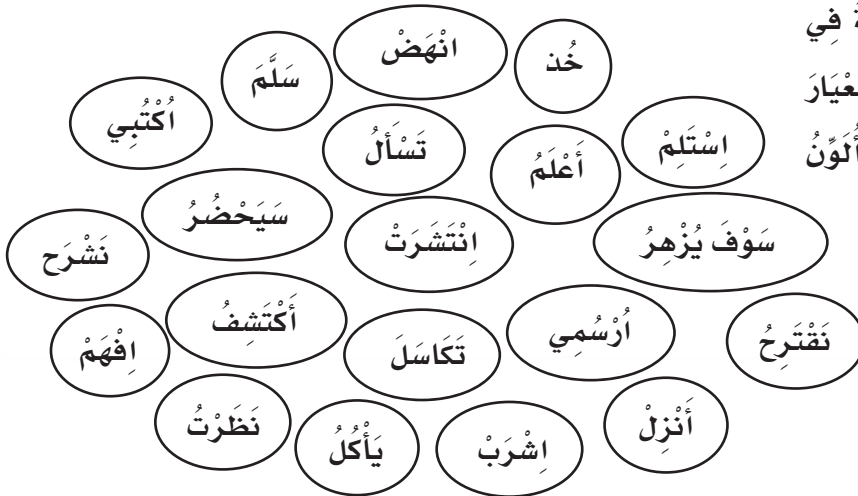 فِي
أُلَوِّنُ
خُذ
انْهَضْ
سَلَّمَ
اُكْتُبِي
اِسْتَلِمْ
أَعْلَمُ
تَسْأَلُ
سَيَحْضُرُ
سَوْفَ يُزْهِرُ
اِنْتَشَرَتْ
نَشْرَح
أَكْتَشِفُ
اُرْسُمِي
نَقْتَرِحُ
تَكَاسَلَ
اِفْهَمْ
أَنْزِلْ
اِشْرَبْ
يَأْكُلُ
نَظَرْتُ